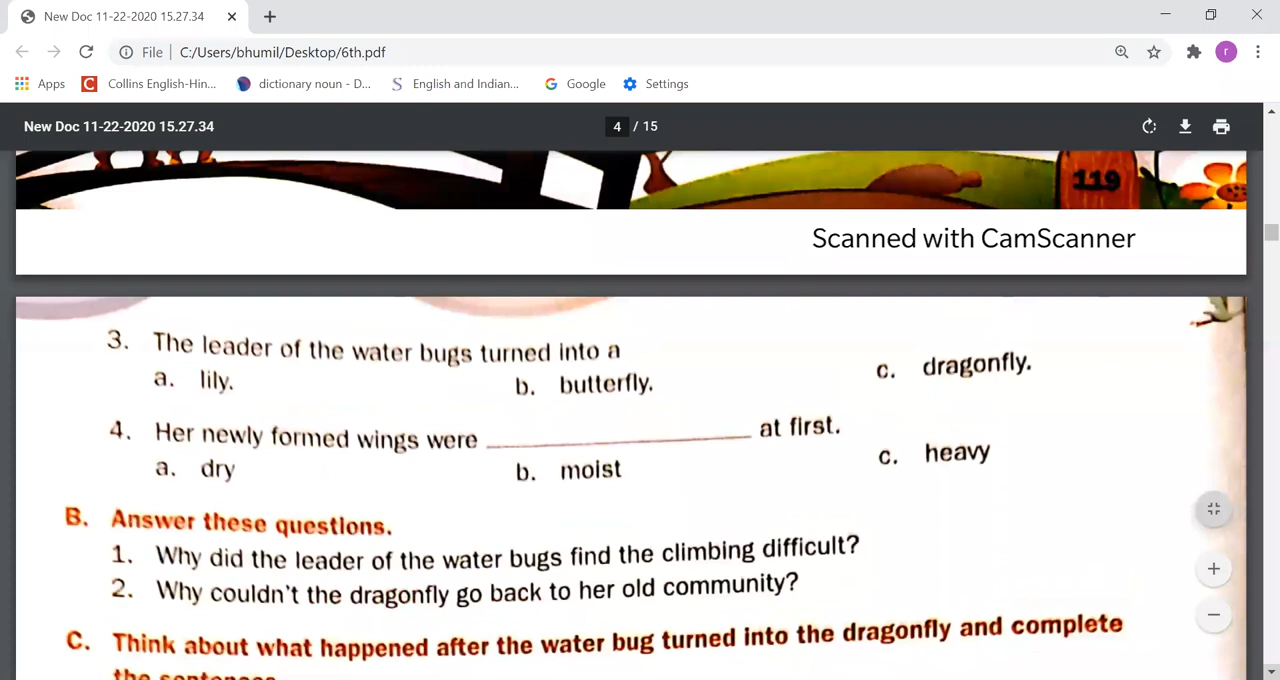 New Doc 11-22-2020 15.27.34
File C:/Users/bhumil/Desktop/6th.pdf
r
Apps Collins English-Hin... dictionary noun - D... English and Indian... Google Settings
New Doc 11-22-2020 15.27.34 4 / 15
119
Scanned with CamScanner
3. The leader of the water bugs turned into a
a. lily. b. butterfly. c. dragonfly.
4. Her newly formed wings were ____________ at first.
a. dry b. moist c. heavy
B. Answer these questions.
1. Why did the leader of the water bugs find the climbing difficult?
2. Why couldn't the dragonfly go back to her old community?
C. Think about what happened after the water bug turned into the dragonfly and complete
the sentences